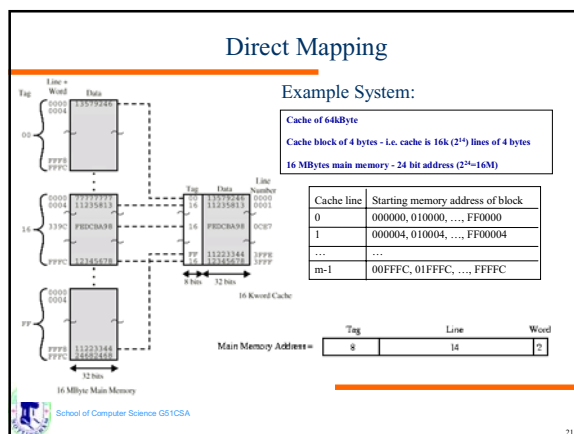 Direct Mapping
Example System:
Cache of 64kByte
Cache block of 4 bytes - i.e. cache is 16k (2¹⁴) lines of 4 bytes
16 MBytes main memory - 24 bit address (2²⁴=16M)
Cache line Starting memory address of block
0 000000, 010000, …, FF0000
1 000004, 010004, …, FF00004
… …
m-1 00FFFC, 01FFFC, …, FFFFC
Line +
Tag Word Data
0000 13579246
0004
00
FFF8
FFFC
0000 77777777
0004 11235813
16 339C FEDCBA98
FFFC 12345678
0000
0004
FF
FFF8 11223344
FFFC 24682468
32 bits
16 MByte Main Memory
Line
Tag Data Number
00 13579246 0000
16 11235813 0001
16 FEDCBA98 0CE7
FF 11223344 3FFE
16 12345678 3FFF
8 bits 32 bits
16 Kword Cache
Tag Line Word
Main Memory Address = 8 14 2
School of Computer Science G51CSA
21